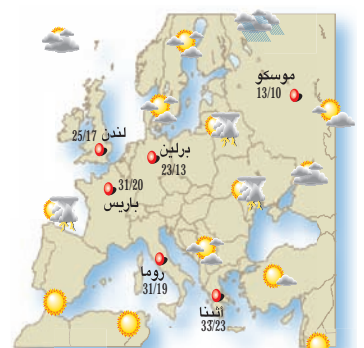 موسكو
13/10
لندن 25/17
برلين
23/13
31/20
باريس
روما
31/19
أثينا
33/23